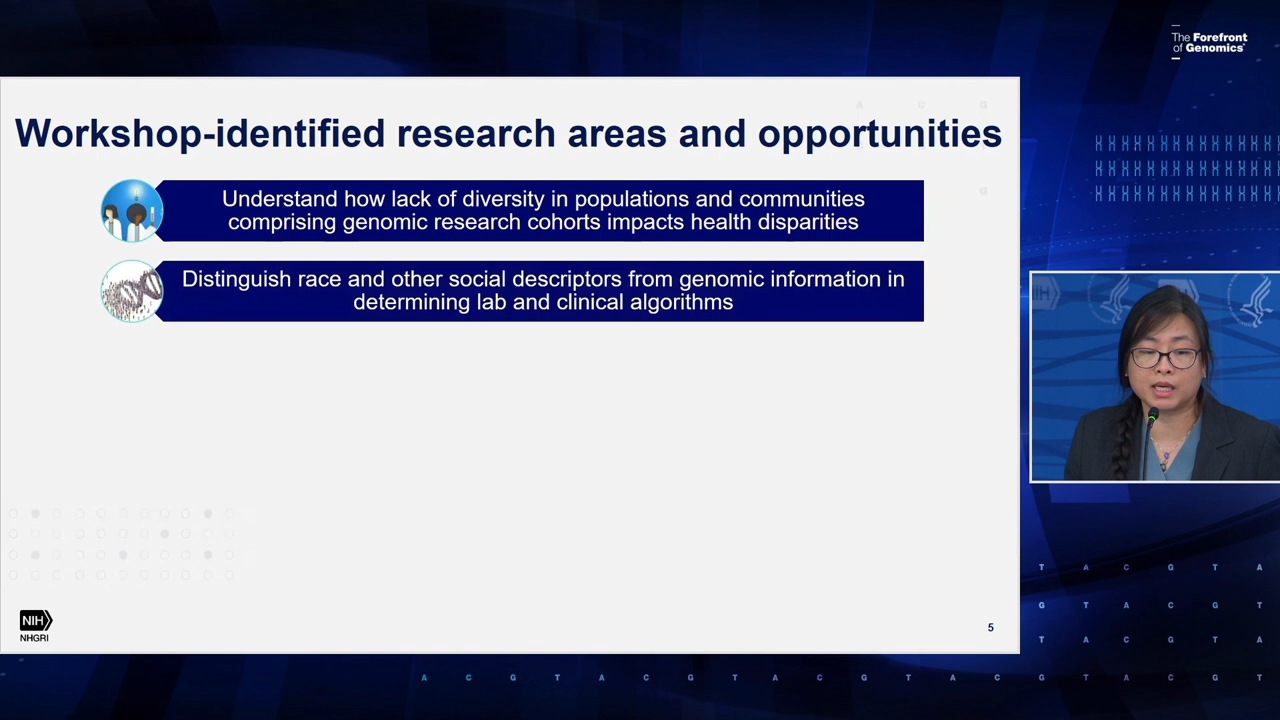 The Forefront
of Genomics®
A C G
Workshop-identified research areas and opportunities
G
Understand how lack of diversity in populations and communities
comprising genomic research cohorts impacts health disparities
Distinguish race and other social descriptors from genomic information in
determining lab and clinical algorithms
NIH
NHGRI
5
T A C G T A
G T A C G T
T A C G T A
A C G T A C G T A C G T A C G T A C G T